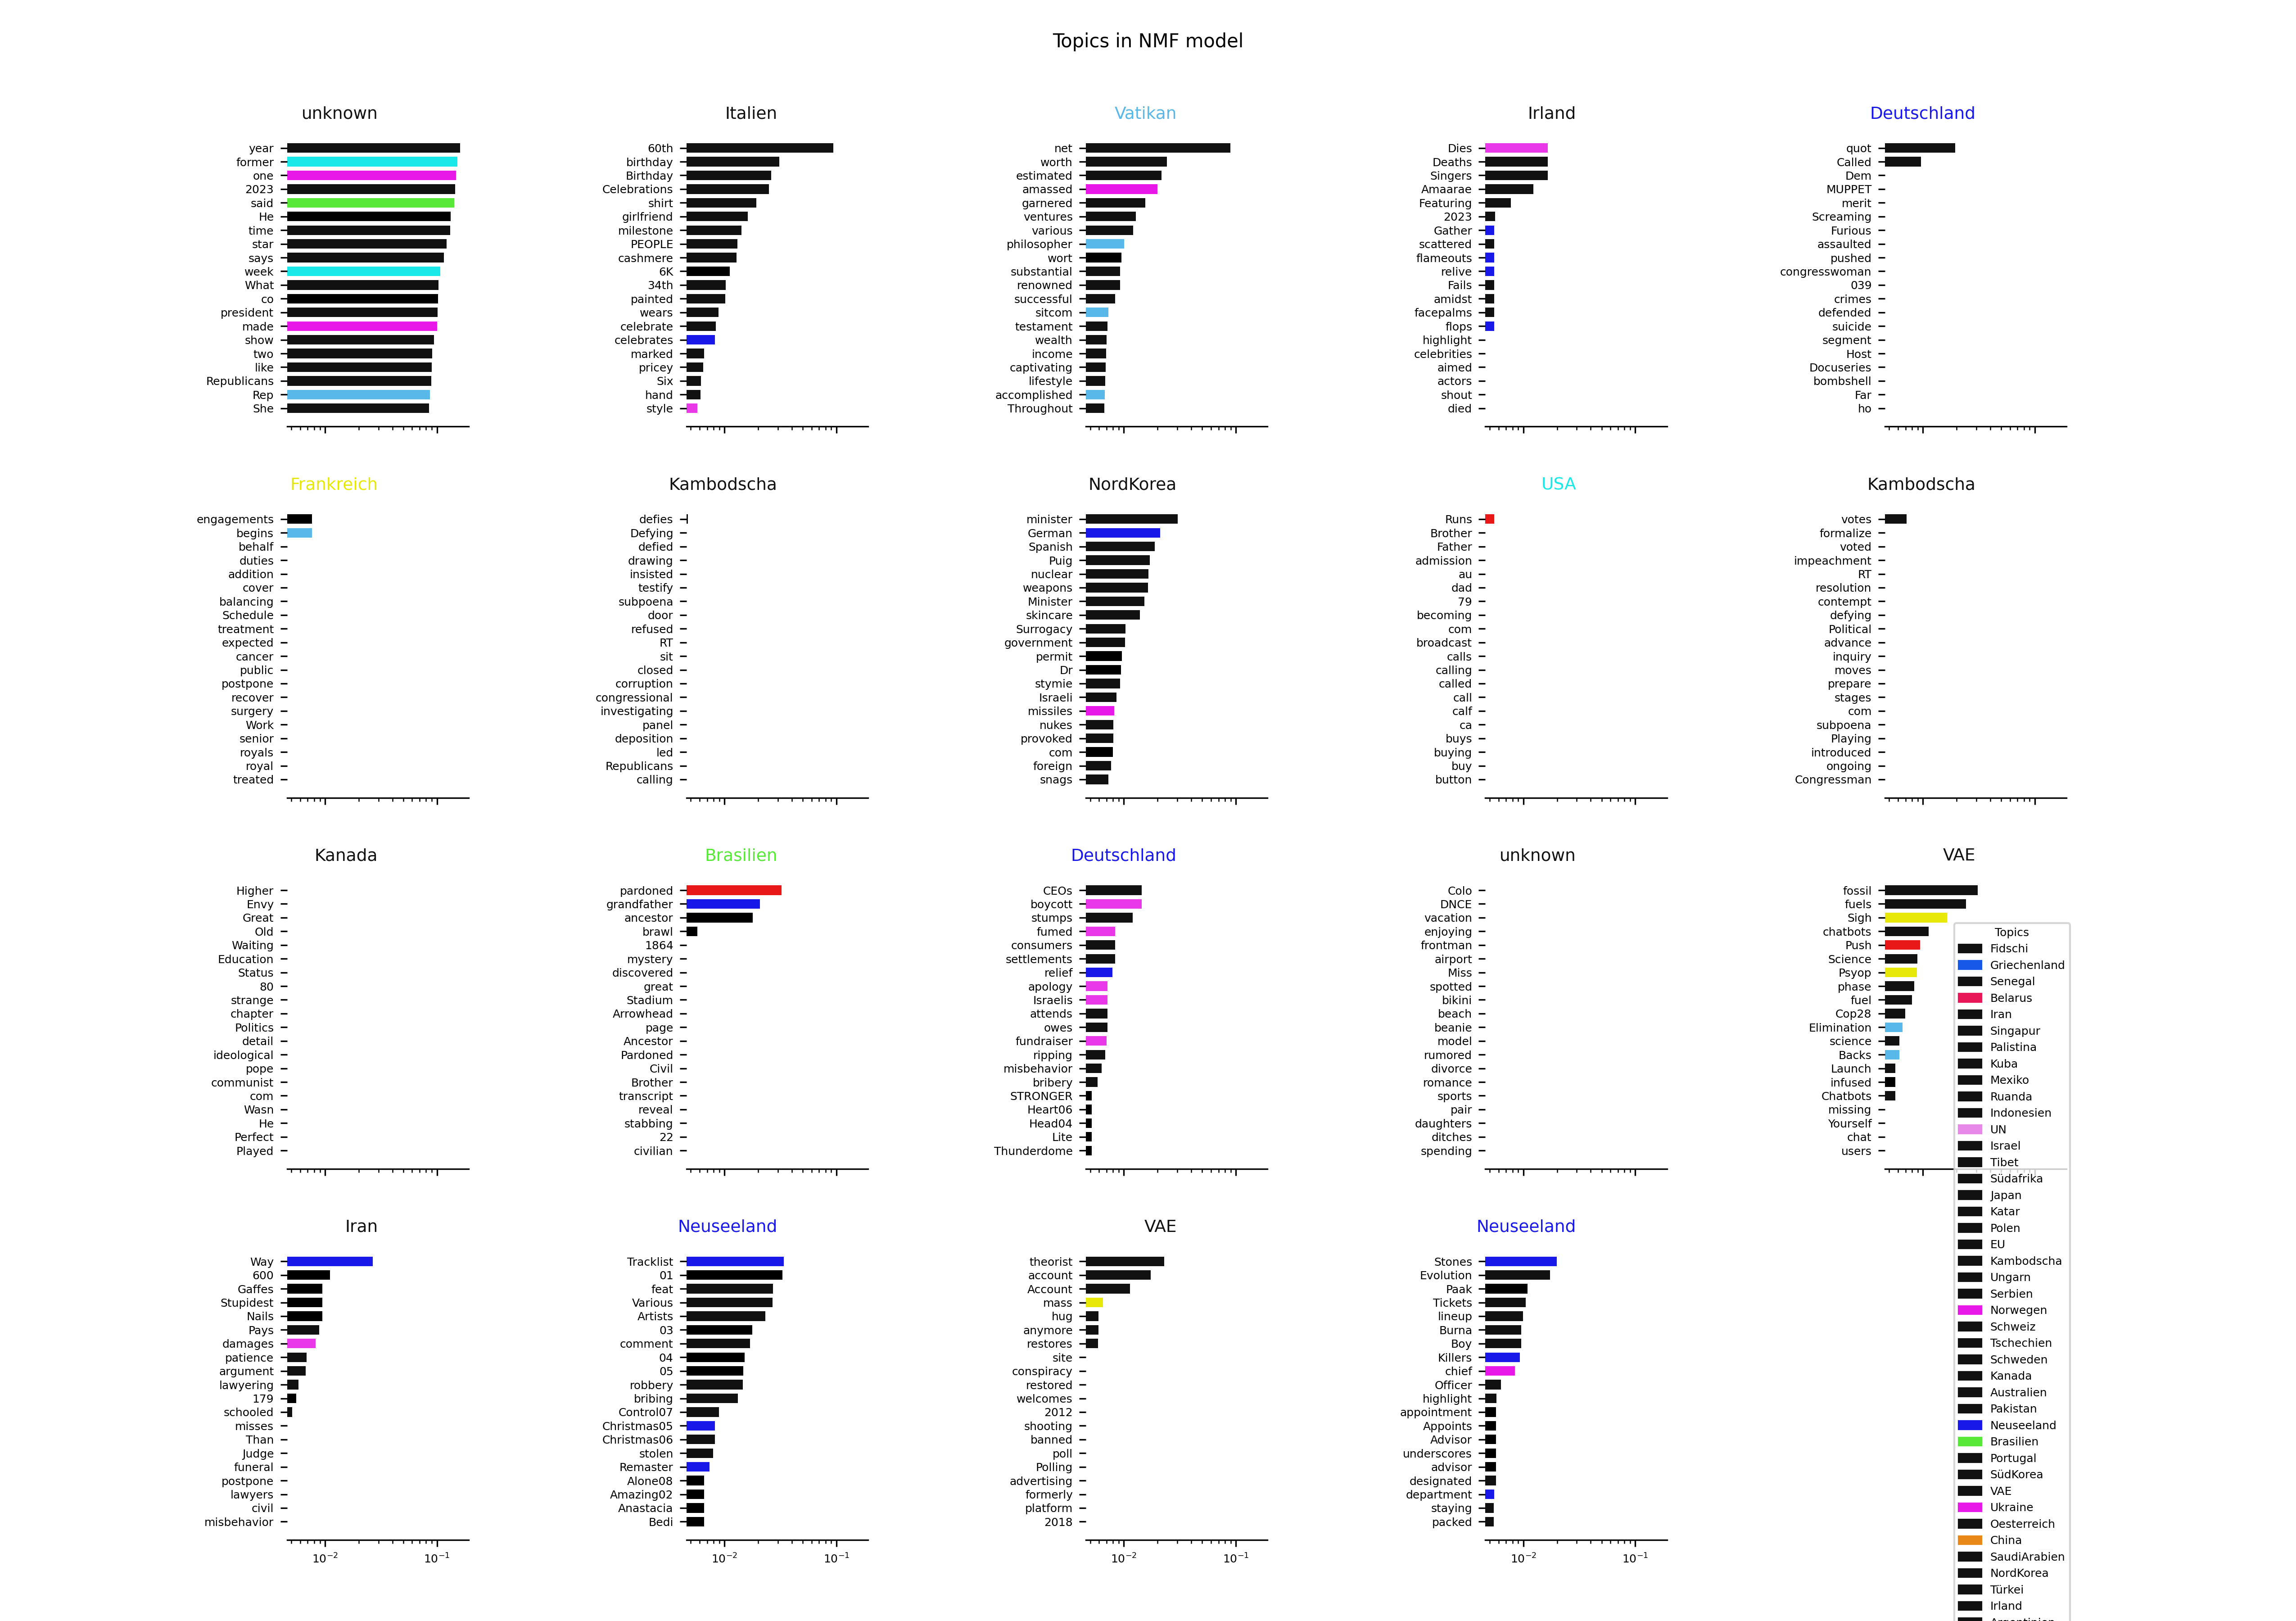 Topics in NMF model
unknown
year
former
one
2023
said
He
time
star
says
week
What
co
president
made
show
two
like
Republicans
Rep
She
Italien
60th
birthday
Birthday
Celebrations
shirt
girlfriend
milestone
PEOPLE
cashmere
6K
34th
painted
wears
celebrate
celebrates
marked
pricey
Six
hand
style
Vatikan
net
worth
estimated
amassed
garnered
ventures
various
philosopher
wort
substantial
renowned
successful
sitcom
testament
wealth
income
captivating
lifestyle
accomplished
Throughout
Irland
Dies
Deaths
Singers
Amaarae
Featuring
2023
Gather
scattered
flameouts
relive
Fails
amidst
facepalms
flops
highlight
celebrities
aimed
actors
shout
died
Deutschland
quot
Called
Dem
MUPPET
merit
Screaming
Furious
assaulted
pushed
congresswoman
039
crimes
defended
suicide
segment
Host
Docuseries
bombshell
Far
ho
Frankreich
engagements
begins
behalf
duties
addition
cover
balancing
Schedule
treatment
expected
cancer
public
postpone
recover
surgery
Work
senior
royals
royal
treated
Kambodscha
defies
Defying
defied
drawing
insisted
testify
subpoena
door
refused
RT
sit
closed
corruption
congressional
investigating
panel
deposition
led
Republicans
calling
NordKorea
minister
German
Spanish
Puig
nuclear
weapons
Minister
skincare
Surrogacy
government
permit
Dr
stymie
Israeli
missiles
nukes
provoked
com
foreign
snags
USA
Runs
Brother
Father
admission
au
dad
79
becoming
com
broadcast
calls
calling
called
call
calf
ca
buys
buying
buy
button
Kambodscha
votes
formalize
voted
impeachment
RT
resolution
contempt
defying
Political
advance
inquiry
moves
prepare
stages
com
subpoena
Playing
introduced
ongoing
Congressman
Kanada
Higher
Envy
Great
Old
Waiting
Education
Status
80
strange
chapter
Politics
detail
ideological
pope
communist
com
Wasn
He
Perfect
Played
Brasilien
pardoned
grandfather
ancestor
brawl
1864
mystery
discovered
great
Stadium
Arrowhead
page
Ancestor
Pardoned
Civil
Brother
transcript
reveal
stabbing
22
civilian
Deutschland
CEOs
boycott
stumps
fumed
consumers
settlements
relief
apology
Israelis
attends
owes
fundraiser
ripping
misbehavior
bribery
STRONGER
Heart06
Head04
Lite
Thunderdome
unknown
Colo
DNCE
vacation
enjoying
frontman
airport
Miss
spotted
bikini
beach
beanie
model
rumored
divorce
romance
sports
pair
daughters
ditches
spending
VAE
fossil
fuels
Sigh
chatbots
Push
Science
Psyop
phase
fuel
Cop28
Elimination
science
Backs
Launch
infused
Chatbots
missing
Yourself
chat
users
Iran
Way
600
Gaffes
Stupidest
Nails
Pays
damages
patience
argument
lawyering
179
schooled
misses
Than
Judge
funeral
postpone
lawyers
civil
misbehavior
10⁻²
10⁻¹
Neuseeland
Tracklist
01
feat
Various
Artists
03
comment
04
05
robbery
bribing
Control07
Christmas05
Christmas06
stolen
Remaster
Alone08
Amazing02
Anastacia
Bedi
10⁻²
10⁻¹
VAE
theorist
account
Account
mass
hug
anymore
restores
site
conspiracy
restored
welcomes
2012
shooting
banned
poll
Polling
advertising
formerly
platform
2018
10⁻²
10⁻¹
Neuseeland
Stones
Evolution
Paak
Tickets
lineup
Burna
Boy
Killers
chief
Officer
highlight
appointment
Appoints
Advisor
underscores
advisor
designated
department
staying
packed
10⁻²
10⁻¹
Topics
Fidschi
Griechenland
Senegal
Belarus
Iran
Singapur
Palistina
Kuba
Mexiko
Ruanda
Indonesien
UN
Israel
Tibet
Südafrika
Japan
Katar
Polen
EU
Kambodscha
Ungarn
Serbien
Norwegen
Schweiz
Tschechien
Schweden
Kanada
Australien
Pakistan
Neuseeland
Brasilien
Portugal
SüdKorea
VAE
Ukraine
Oesterreich
China
SaudiArabien
NordKorea
Türkei
Irland